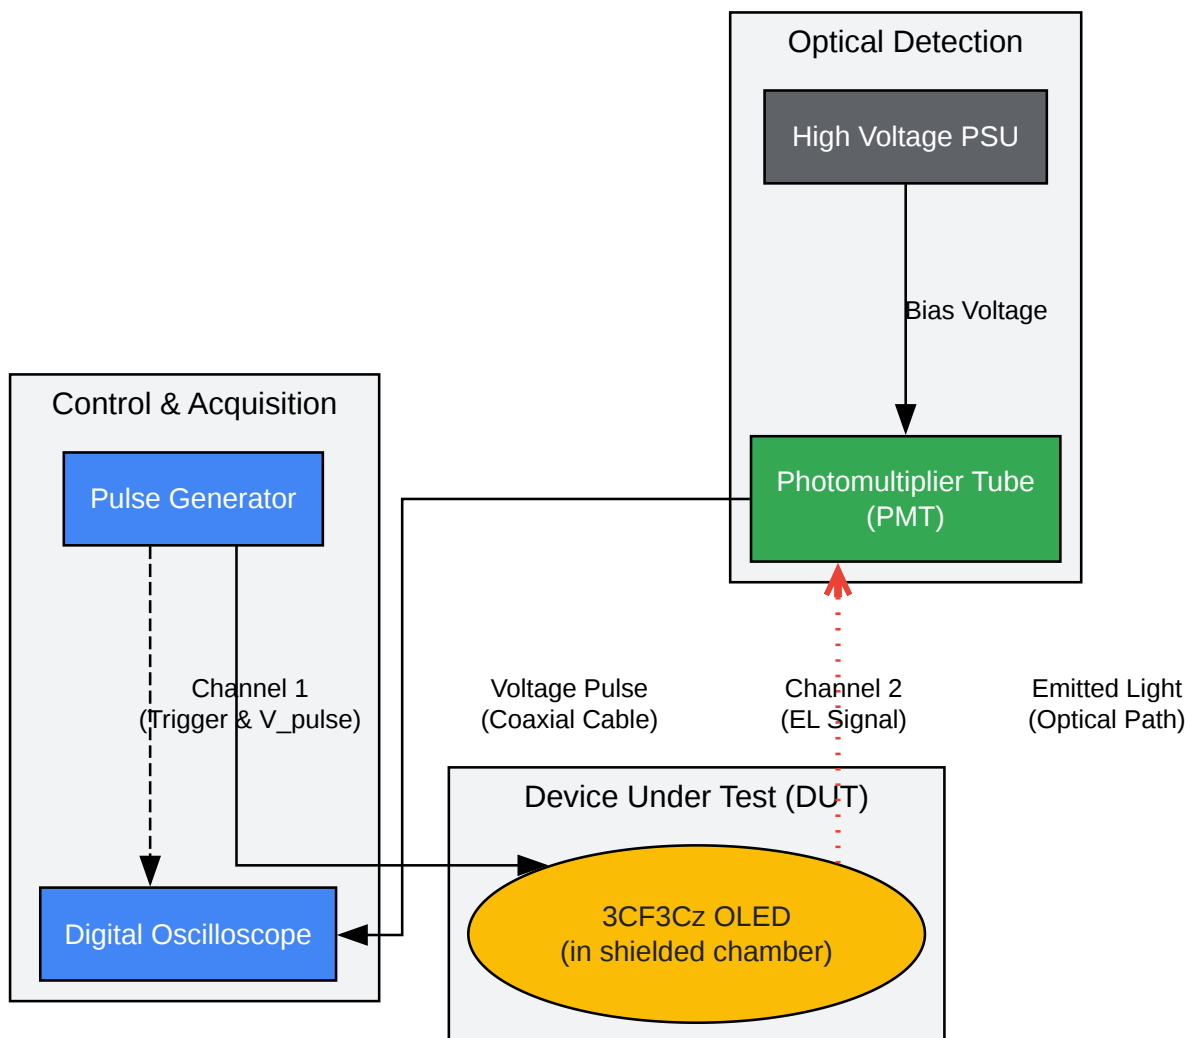 Optical Detection
High Voltage PSU
Bias Voltage
Control & Acquisition
Pulse Generator
Photomultiplier Tube
(PMT)
Channel 1
(Trigger & V_pulse)
Voltage Pulse
(Coaxial Cable)
Channel 2
(EL Signal)
Emitted Light
(Optical Path)
Device Under Test (DUT)
3CF3Cz OLED
(in shielded chamber)
Digital Oscilloscope